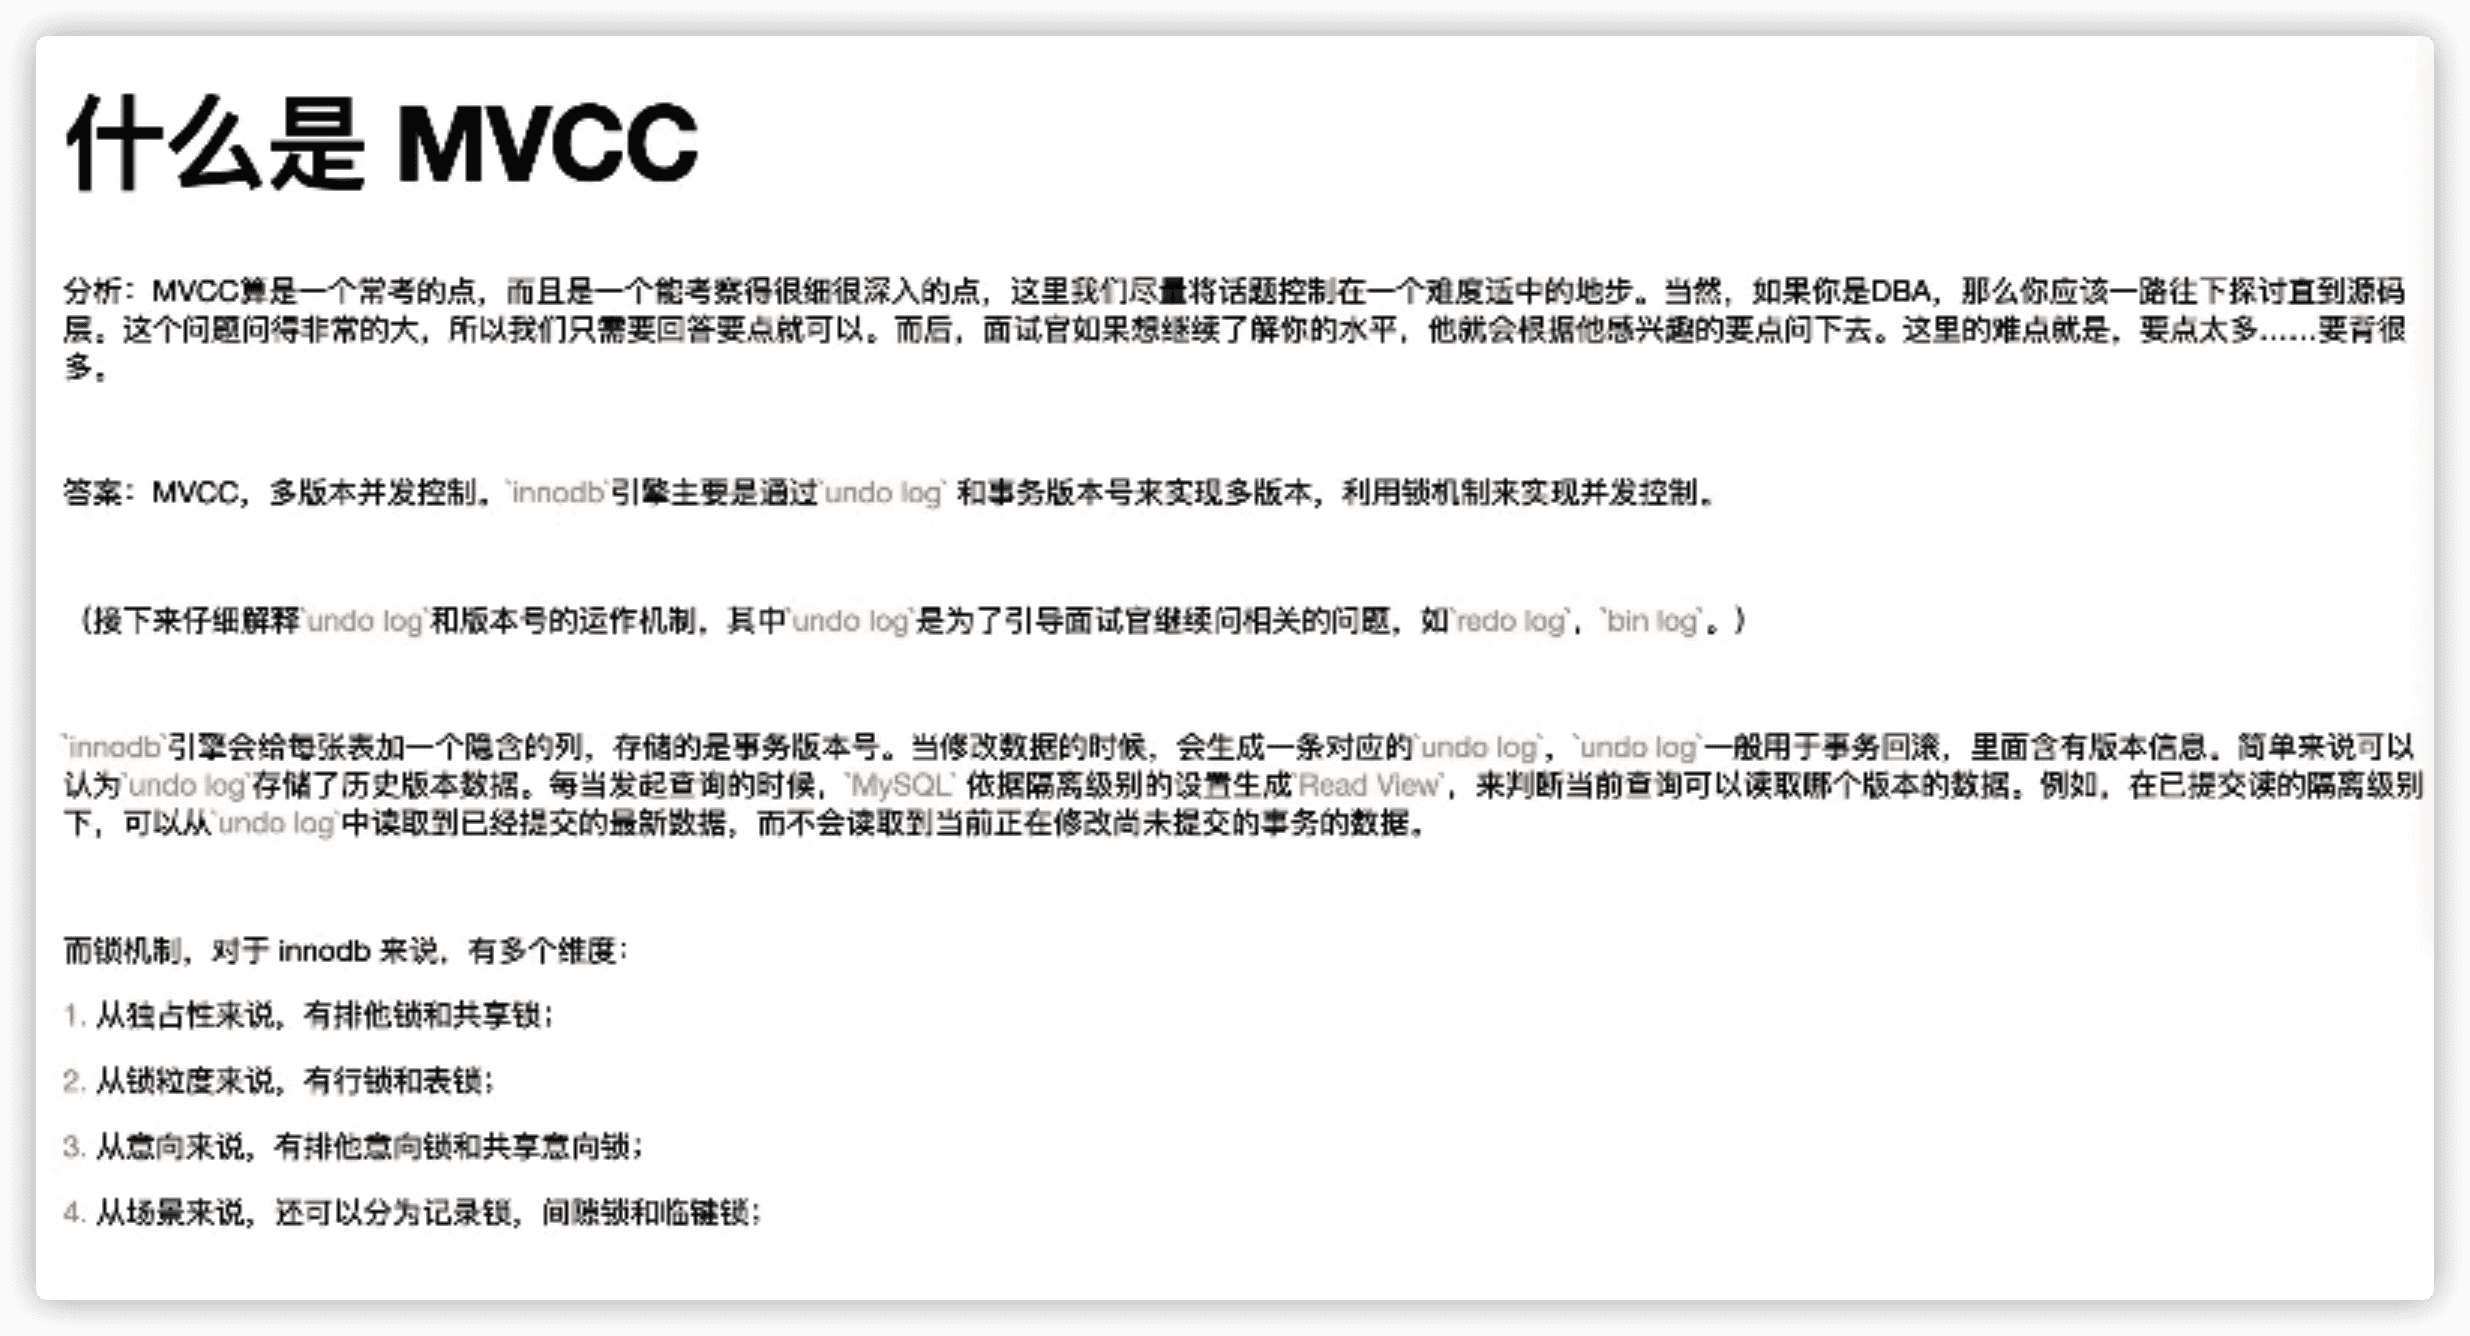 什么是 MVCC
分析：MVCC算是一个常考的点，而且是一个能考察得很细很深入的点，这里我们尽量将话题控制在一个难度适中的地步。当然，如果你是DBA，那么你应该一路往下探讨直到源码
层。这个问题问得非常的大，所以我们只需要回答要点就可以。而后，面试官如果想继续了解你的水平，他就会根据他感兴趣的要点问下去。这里的难点就是，要点太多……要背很
多。
答案：MVCC，多版本并发控制。`innodb`引擎主要是通过`undo log` 和事务版本号来实现多版本，利用锁机制来实现并发控制。
（接下来仔细解释`undo log`和版本号的运作机制，其中`undo log`是为了引导面试官继续问相关的问题，如`redo log`，`bin log`。）
`innodb`引擎会给每张表加一个隐含的列，存储的是事务版本号。当修改数据的时候，会生成一条对应的`undo log`，`undo log`一般用于事务回滚，里面含有版本信息。简单来说可以
认为`undo log`存储了历史版本数据。每当发起查询的时候，`MySQL` 依据隔离级别的设置生成`Read View`，来判断当前查询可以读取哪个版本的数据。例如，在已提交读的隔离级别
下，可以从`undo log`中读取到已经提交的最新数据，而不会读取到当前正在修改尚未提交的事务的数据。
而锁机制，对于 innodb 来说，有多个维度：
1. 从独占性来说，有排他锁和共享锁；
2. 从锁粒度来说，有行锁和表锁；
3. 从意向来说，有排他意向锁和共享意向锁；
4. 从场景来说，还可以分为记录锁，间隙锁和临键锁；